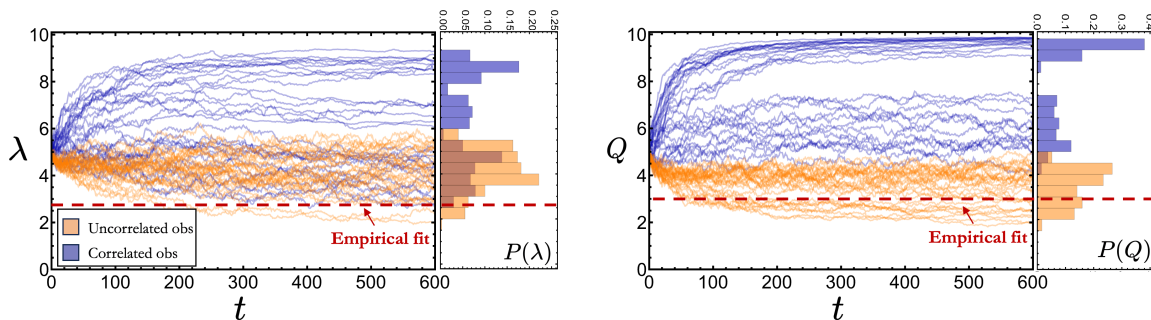 0.00 0.05 0.10 0.15 0.20 0.25
10
8
6
4
2
0
λ
Uncorrelated obs
Correlated obs
Empirical fit
P(λ)
0 100 200 300 400 500 600
t
0.0 0.1 0.2 0.3 0.4
10
8
6
4
2
0
Q
Empirical fit
P(Q)
0 100 200 300 400 500 600
t